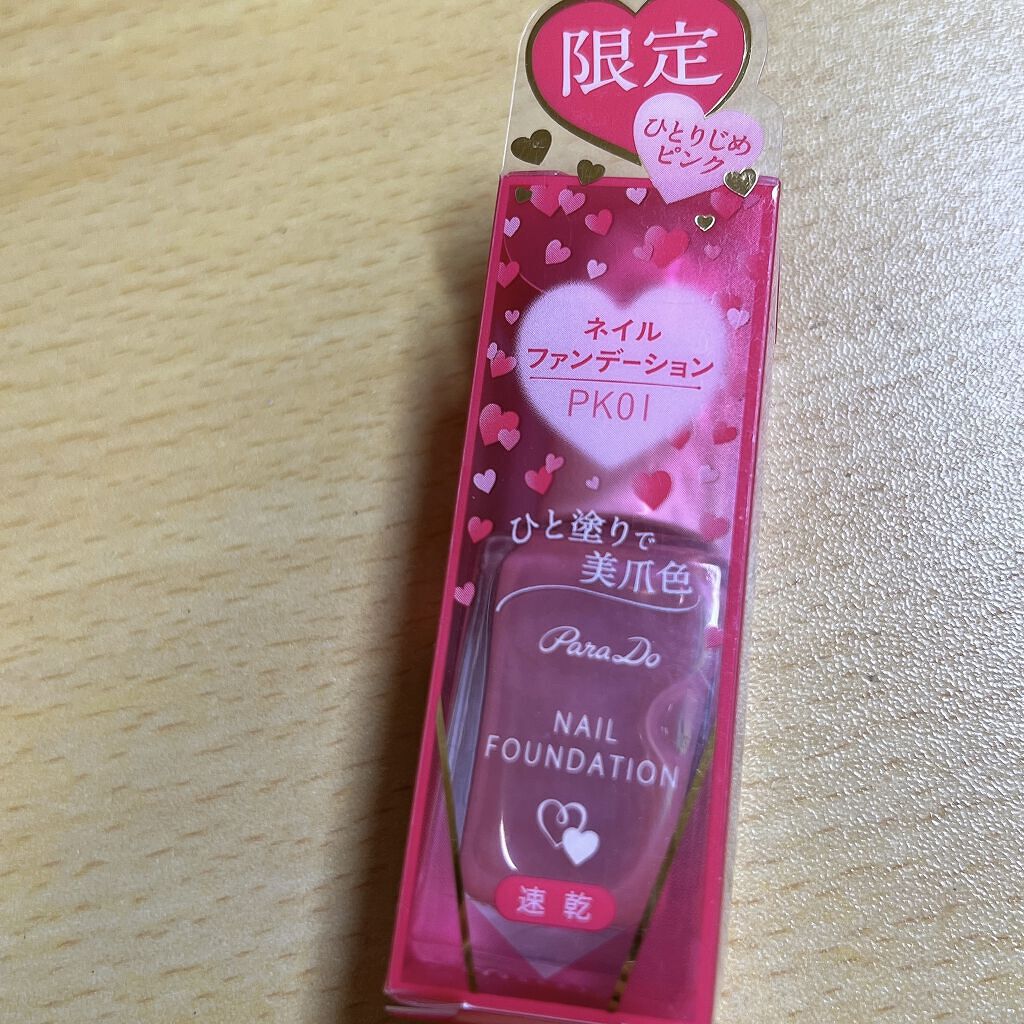 限定
ひとりじめ
ピンク
ネイル
ファンデーション
PK01
ひと塗りで
美爪色
Para Do
NAIL
FOUNDATION
速乾